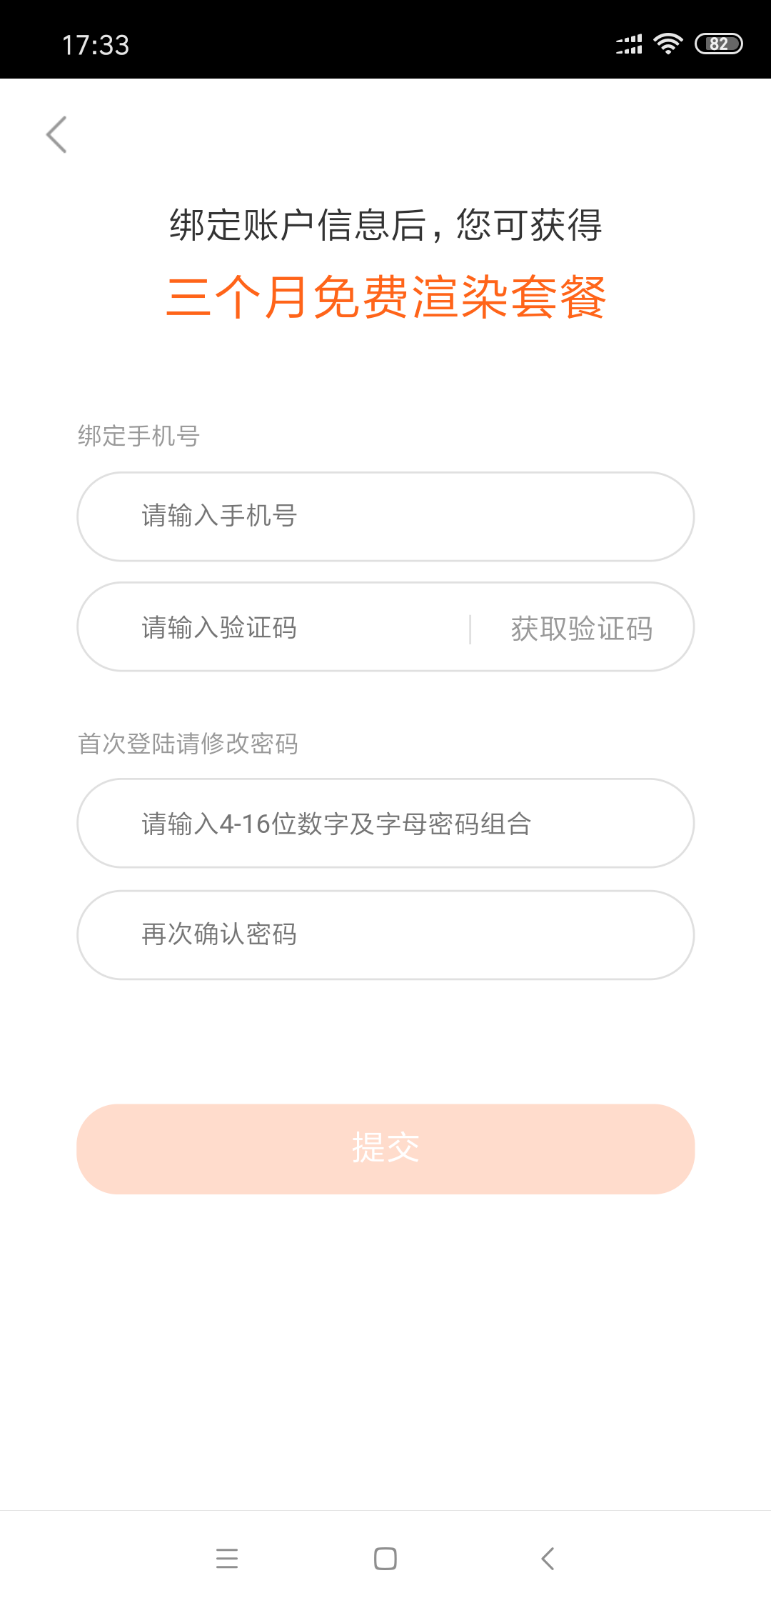 17:33
82
绑定账户信息后，您可获得
三个月免费渲染套餐
绑定手机号
请输入手机号
请输入验证码
获取验证码
首次登陆请修改密码
请输入4-16位数字及字母密码组合
再次确认密码
提交